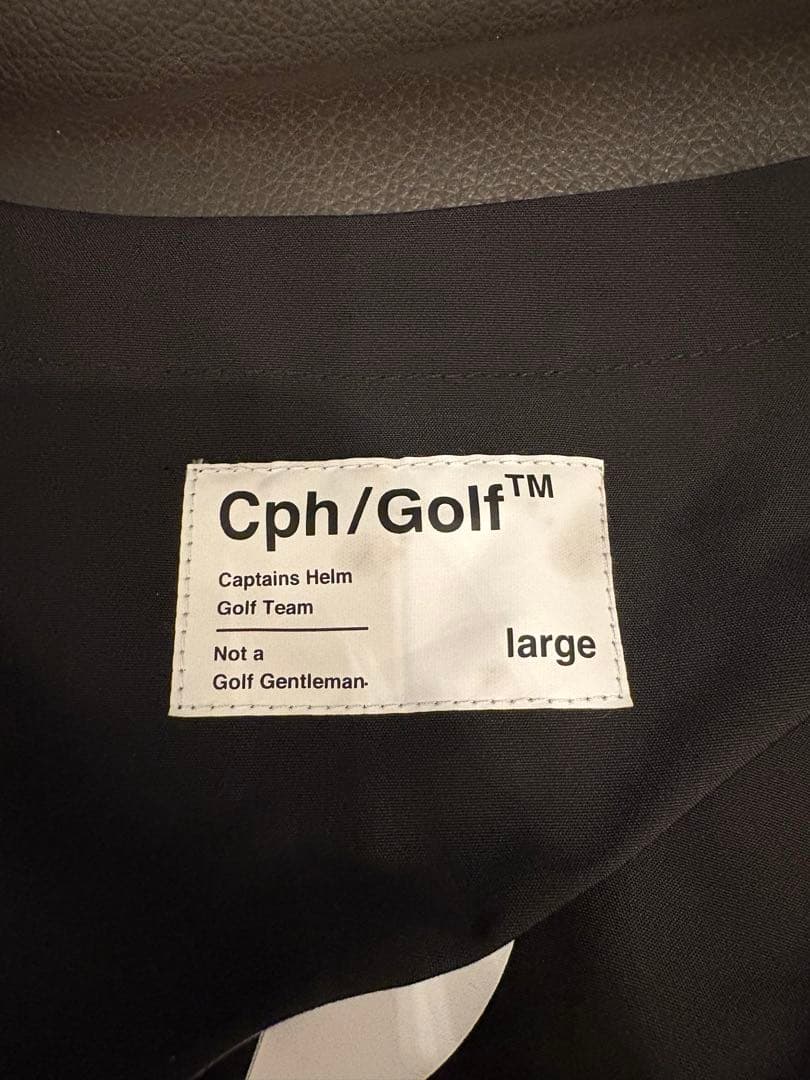 Cph/Golf™
Captains Helm
Golf Team
Not a
Golf Gentleman.
large